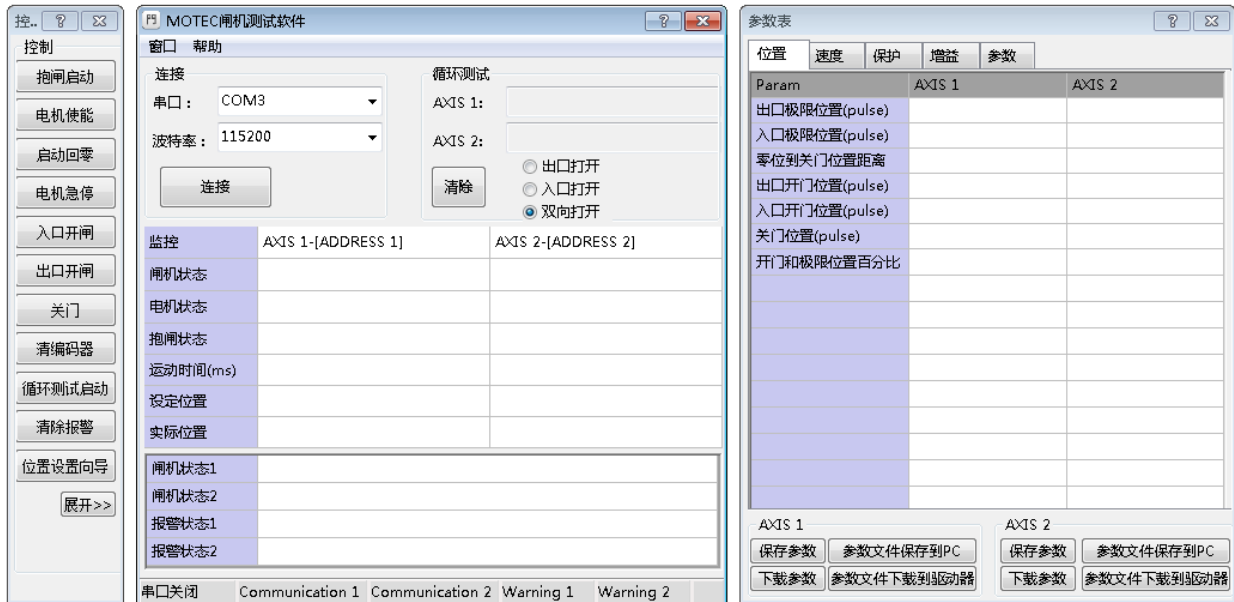 控..
控制
抱闸启动
电机使能
启动回零
电机急停
入口开闸
出口开闸
关门
清编码器
循环测试启动
清除报警
位置设置向导
展开>>
MOTEC闸机测试软件
窗口 帮助
连接
串口： COM3
波特率： 115200
连接
循环测试
AXIS 1:
AXIS 2:
清除
出口打开
入口打开
双向打开
监控 AXIS 1-[ADDRESS 1] AXIS 2-[ADDRESS 2]
闸机状态
电机状态
抱闸状态
运动时间(ms)
设定位置
实际位置
闸机状态1
闸机状态2
报警状态1
报警状态2
串口关闭 Communication 1 Communication 2 Warning 1 Warning 2
参数表
位置 速度 保护 增益 参数
Param AXIS 1 AXIS 2
出口极限位置(pulse)
入口极限位置(pulse)
零位到关门位置距离
出口开门位置(pulse)
入口开门位置(pulse)
关门位置(pulse)
开门和极限位置百分比
AXIS 1
保存参数 参数文件保存到PC
下载参数 参数文件下载到驱动器
AXIS 2
保存参数 参数文件保存到PC
下载参数 参数文件下载到驱动器